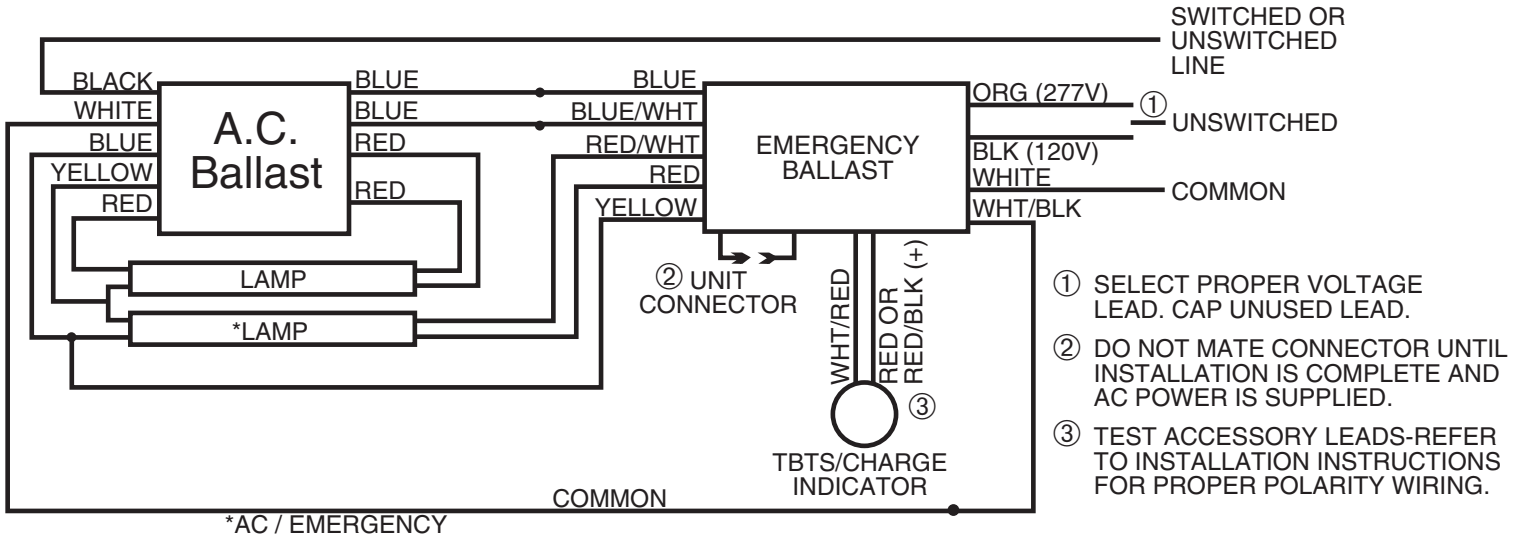 SWITCHED OR
UNSWITCHED
LINE
BLACK
WHITE
BLUE
YELLOW
RED
A.C.
Ballast
BLUE
BLUE
RED
RED
BLUE
BLUE/WHT
RED/WHT
RED
YELLOW
EMERGENCY
BALLAST
ORG (277V)
① UNSWITCHED
BLK (120V)
WHITE
COMMON
WHT/BLK
LAMP
*LAMP
② UNIT
CONNECTOR
WHT/RED
RED OR
RED/BLK (+)
③
TBTS/CHARGE
INDICATOR
COMMON
*AC / EMERGENCY
① SELECT PROPER VOLTAGE
LEAD. CAP UNUSED LEAD.
② DO NOT MATE CONNECTOR UNTIL
INSTALLATION IS COMPLETE AND
AC POWER IS SUPPLIED.
③ TEST ACCESSORY LEADS-REFER
TO INSTALLATION INSTRUCTIONS
FOR PROPER POLARITY WIRING.